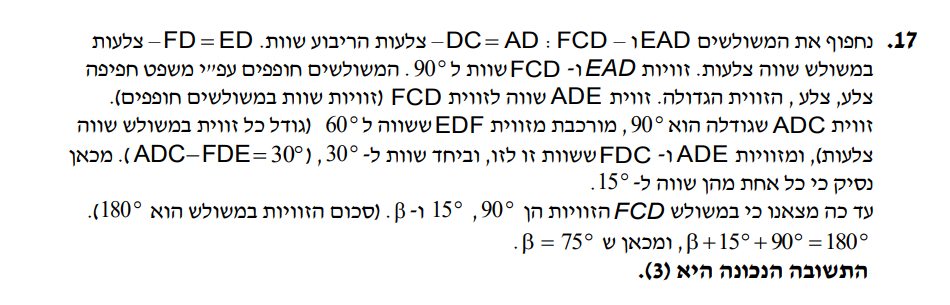 17. נחפוף את המשולשים EAD ו – FCD : DC = AD – צלעות הריבוע שוות. FD = ED – צלעות
במשולש שווה צלעות. זוויות EAD ו- FCD שוות ל 90°. המשולשים חופפים עפ״י משפט חפיפה
צלע, צלע, הזווית הגדולה. זווית ADE שווה לזווית FCD (זוויות שוות במשולשים חופפים).
זווית ADC שגודלה הוא 90°, מורכבת מזווית EDF ששווה ל 60° (גודל כל זווית במשולש שווה
צלעות), ומזוויות ADE ו- FDC ששוות זו לזו, וביחד שוות ל- 30°, (ADC–FDE=30°). מכאן
נסיק כי כל אחת מהן שווה ל- 15°.
עד כה מצאנו כי במשולש FCD הזוויות הן 90°, 15° ו- β. (סכום הזוויות במשולש הוא 180°).
β+15°+90°=180°, ומכאן ש β = 75°.
התשובה הנכונה היא (3).